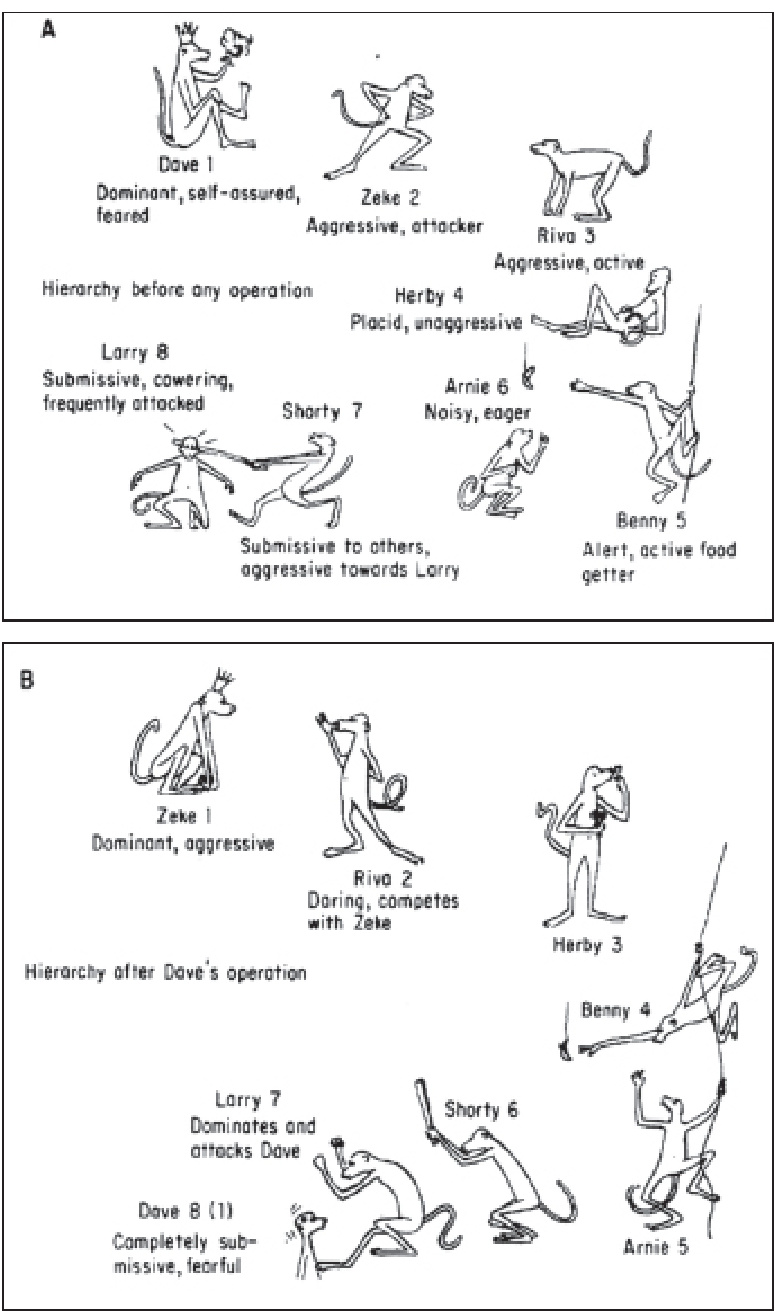 A
Dave 1
Dominant, self-assured,
feared
Zeke 2
Aggressive, attacker
Riva 3
Aggressive, active
Hierarchy before any operation
Herby 4
Placid, unaggressive
Larry 8
Submissive, cowering,
frequently attacked
Shorty 7
Arnie 6
Noisy, eager
Benny 5
Alert, active food
getter
Submissive to others,
aggressive towards Larry
B
Zeke 1
Dominant, aggressive
Riva 2
Daring, competes
with Zeke
Herby 3
Hierarchy after Dave's operation
Benny 4
Larry 7
Dominates and
attacks Dave
Shorty 6
Dave 8 (1)
Completely sub-
missive, fearful
Arnie 5